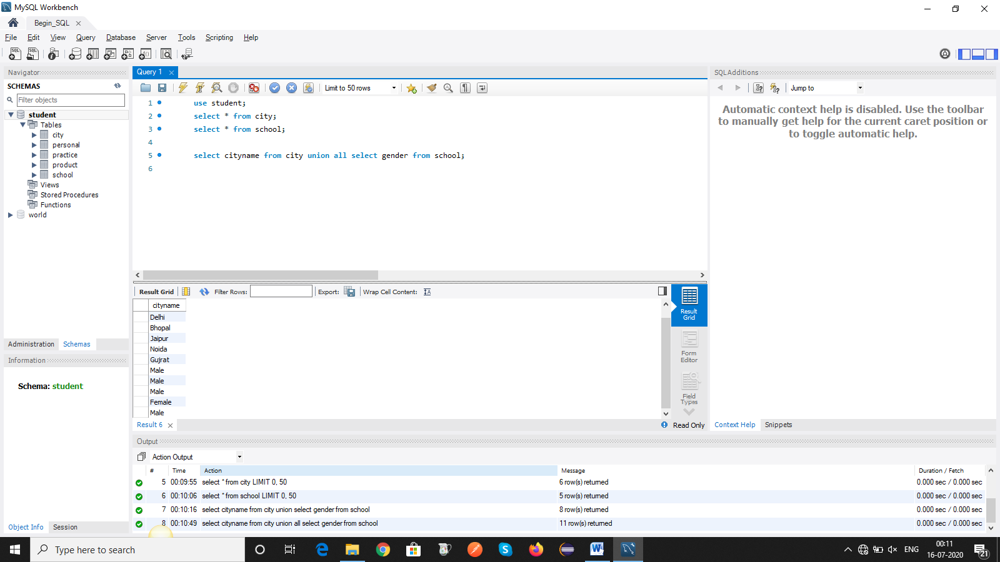 MySQL Workbench
Begin_SQL
File Edit View Query Database Server Tools Scripting Help
Navigator
SCHEMAS
Filter objects
student
Tables
city
personal
practice
product
school
Views
Stored Procedures
Functions
world
Administration Schemas
Information
Schema: student
Object Info Session
Query 1
Limit to 50 rows
1 use student;
2 select * from city;
3 select * from school;
4
5 select cityname from city union all select gender from school;
6
Result Grid Filter Rows: Export: Wrap Cell Content:
cityname
Delhi
Bhopal
Jaipur
Noida
Gujrat
Male
Male
Male
Female
Male
Result Grid
Form Editor
Field Types
Result 6 Read Only
SQLAdditions
Jump to
Automatic context help is disabled. Use the toolbar
to manually get help for the current caret position or
to toggle automatic help.
Context Help Snippets
Output
Action Output
# Time Action Message Duration / Fetch
5 00:09:55 select * from city LIMIT 0, 50 6 row(s) returned 0.000 sec / 0.000 sec
6 00:10:06 select * from school LIMIT 0, 50 5 row(s) returned 0.000 sec / 0.000 sec
7 00:10:16 select cityname from city union select gender from school 8 row(s) returned 0.000 sec / 0.000 sec
8 00:10:49 select cityname from city union all select gender from school 11 row(s) returned 0.000 sec / 0.000 sec
Type here to search
ENG
00:11
16-07-2020
21